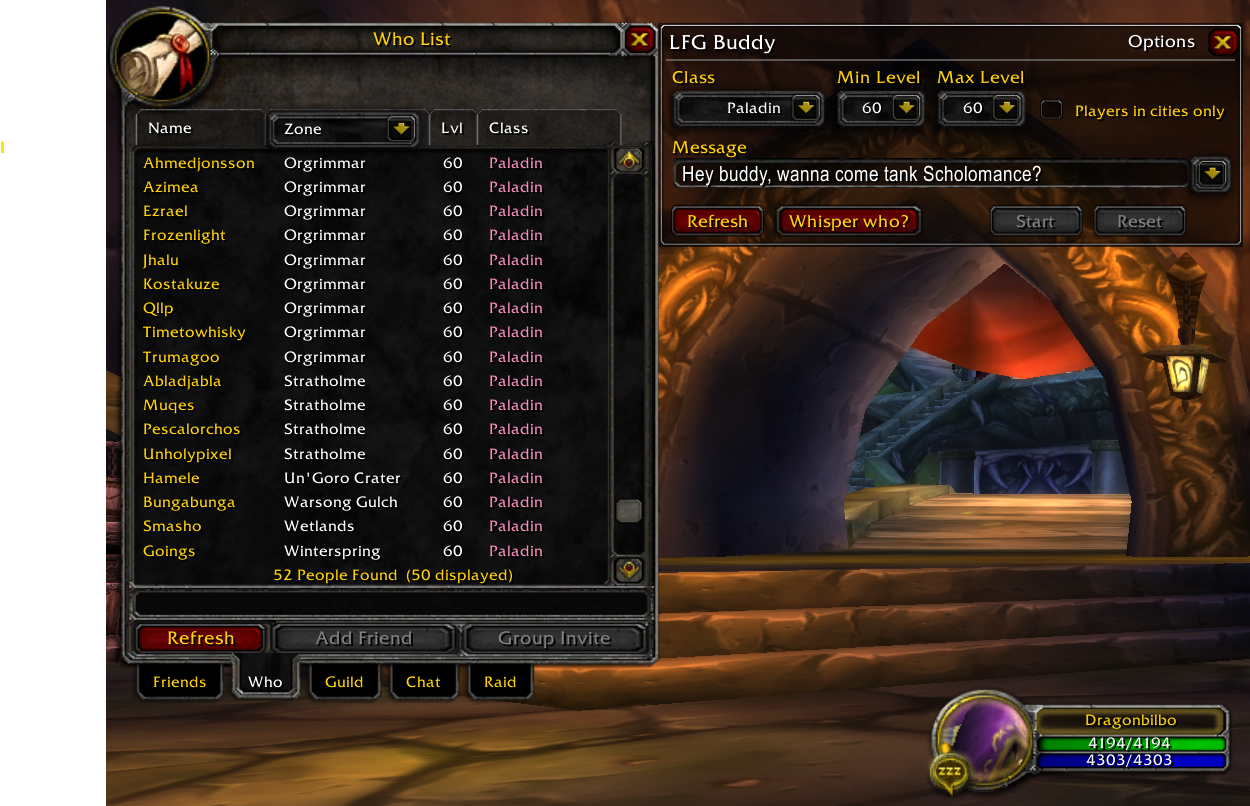 Who List
Name Zone Lvl Class
Ahmedjonsson Orgrimmar 60 Paladin
Azimea Orgrimmar 60 Paladin
Ezrael Orgrimmar 60 Paladin
Frozenlight Orgrimmar 60 Paladin
Jhalu Orgrimmar 60 Paladin
Kostakuze Orgrimmar 60 Paladin
Qllp Orgrimmar 60 Paladin
Timetowhisky Orgrimmar 60 Paladin
Trumagoo Orgrimmar 60 Paladin
Abladjabla Stratholme 60 Paladin
Muqes Stratholme 60 Paladin
Pescalorchos Stratholme 60 Paladin
Unholypixel Stratholme 60 Paladin
Hamele Un'Goro Crater 60 Paladin
Bungabunga Warsong Gulch 60 Paladin
Smasho Wetlands 60 Paladin
Goings Winterspring 60 Paladin
52 People Found (50 displayed)
Refresh Add Friend Group Invite
Friends Who Guild Chat Raid
LFG Buddy Options
Class Min Level Max Level
Paladin 60 60 Players in cities only
Message
Hey buddy, wanna come tank Scholomance?
Refresh Whisper who? Start Reset
Dragonbilbo
4194/4194
4303/4303
zzz